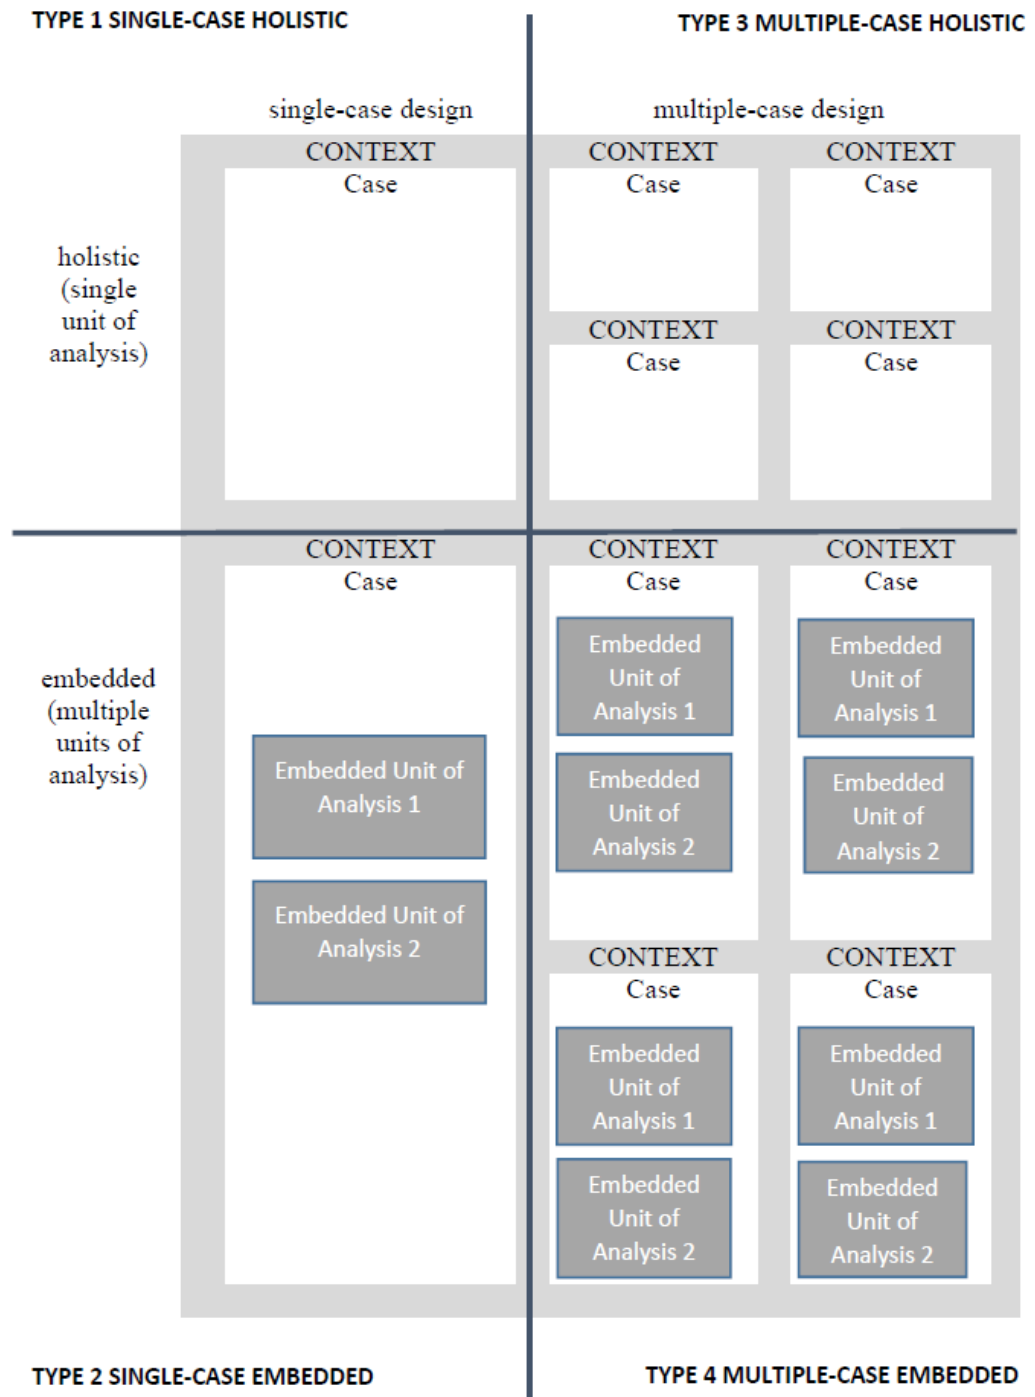 TYPE 1 SINGLE-CASE HOLISTIC
TYPE 3 MULTIPLE-CASE HOLISTIC
single-case design
multiple-case design
CONTEXT
Case
CONTEXT
Case
CONTEXT
Case
holistic
(single
unit of
analysis)
CONTEXT
Case
CONTEXT
Case
CONTEXT
Case
CONTEXT
Case
CONTEXT
Case
embedded
(multiple
units of
analysis)
Embedded Unit of
Analysis 1
Embedded Unit of
Analysis 2
Embedded
Unit of
Analysis 1
Embedded
Unit of
Analysis 2
Embedded
Unit of
Analysis 1
Embedded
Unit of
Analysis 2
CONTEXT
Case
CONTEXT
Case
Embedded
Unit of
Analysis 1
Embedded
Unit of
Analysis 2
Embedded
Unit of
Analysis 1
Embedded
Unit of
Analysis 2
TYPE 2 SINGLE-CASE EMBEDDED
TYPE 4 MULTIPLE-CASE EMBEDDED